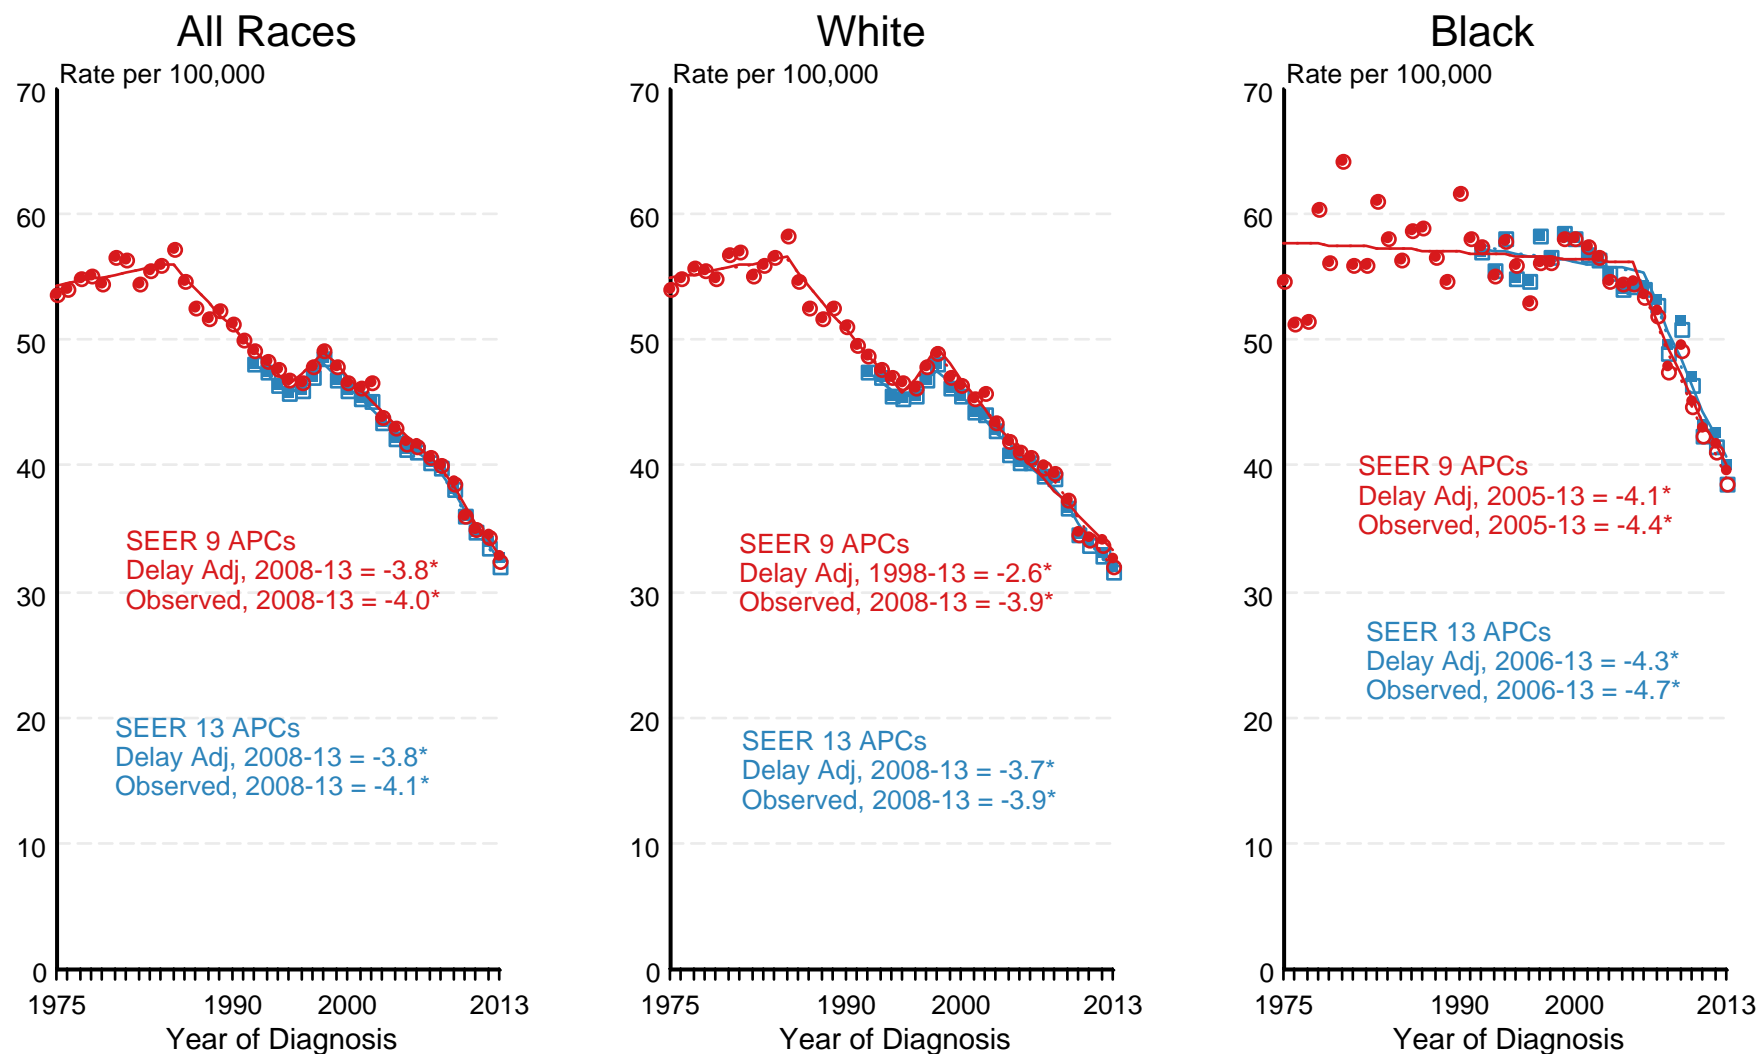 All Races
Rate per 100,000
70
60
50
40
30
20
10
0
SEER 9 APCs
Delay Adj, 2008-13 = -3.8*
Observed, 2008-13 = -4.0*
SEER 13 APCs
Delay Adj, 2008-13 = -3.8*
Observed, 2008-13 = -4.1*
1975 1990 2000 2013
Year of Diagnosis
White
Rate per 100,000
70
60
50
40
30
20
10
0
SEER 9 APCs
Delay Adj, 1998-13 = -2.6*
Observed, 2008-13 = -3.9*
SEER 13 APCs
Delay Adj, 2008-13 = -3.7*
Observed, 2008-13 = -3.9*
1975 1990 2000 2013
Year of Diagnosis
Black
Rate per 100,000
70
60
50
40
30
20
10
0
SEER 9 APCs
Delay Adj, 2005-13 = -4.1*
Observed, 2005-13 = -4.4*
SEER 13 APCs
Delay Adj, 2006-13 = -4.3*
Observed, 2006-13 = -4.7*
1975 1990 2000 2013
Year of Diagnosis